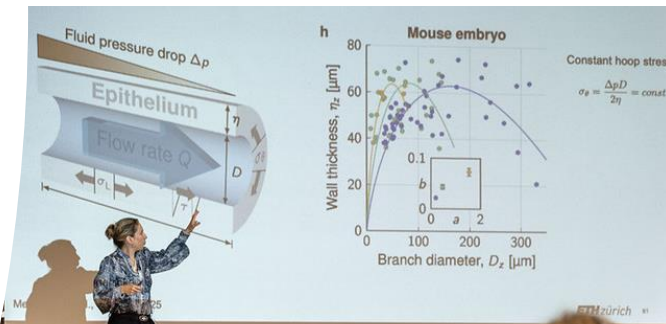 Fluid pressure drop Δp
Epithelium
η
σθ
Flow rate Q
D
σL
τ
h
Mouse embryo
Wall thickness, ηz [μm]
80
60
40
20
0
0
100
200
300
Branch diameter, Dz [μm]
0.1
b
0
0
a
2
Constant hoop stres
σθ = ΔpD / 2η = const
ETH zürich